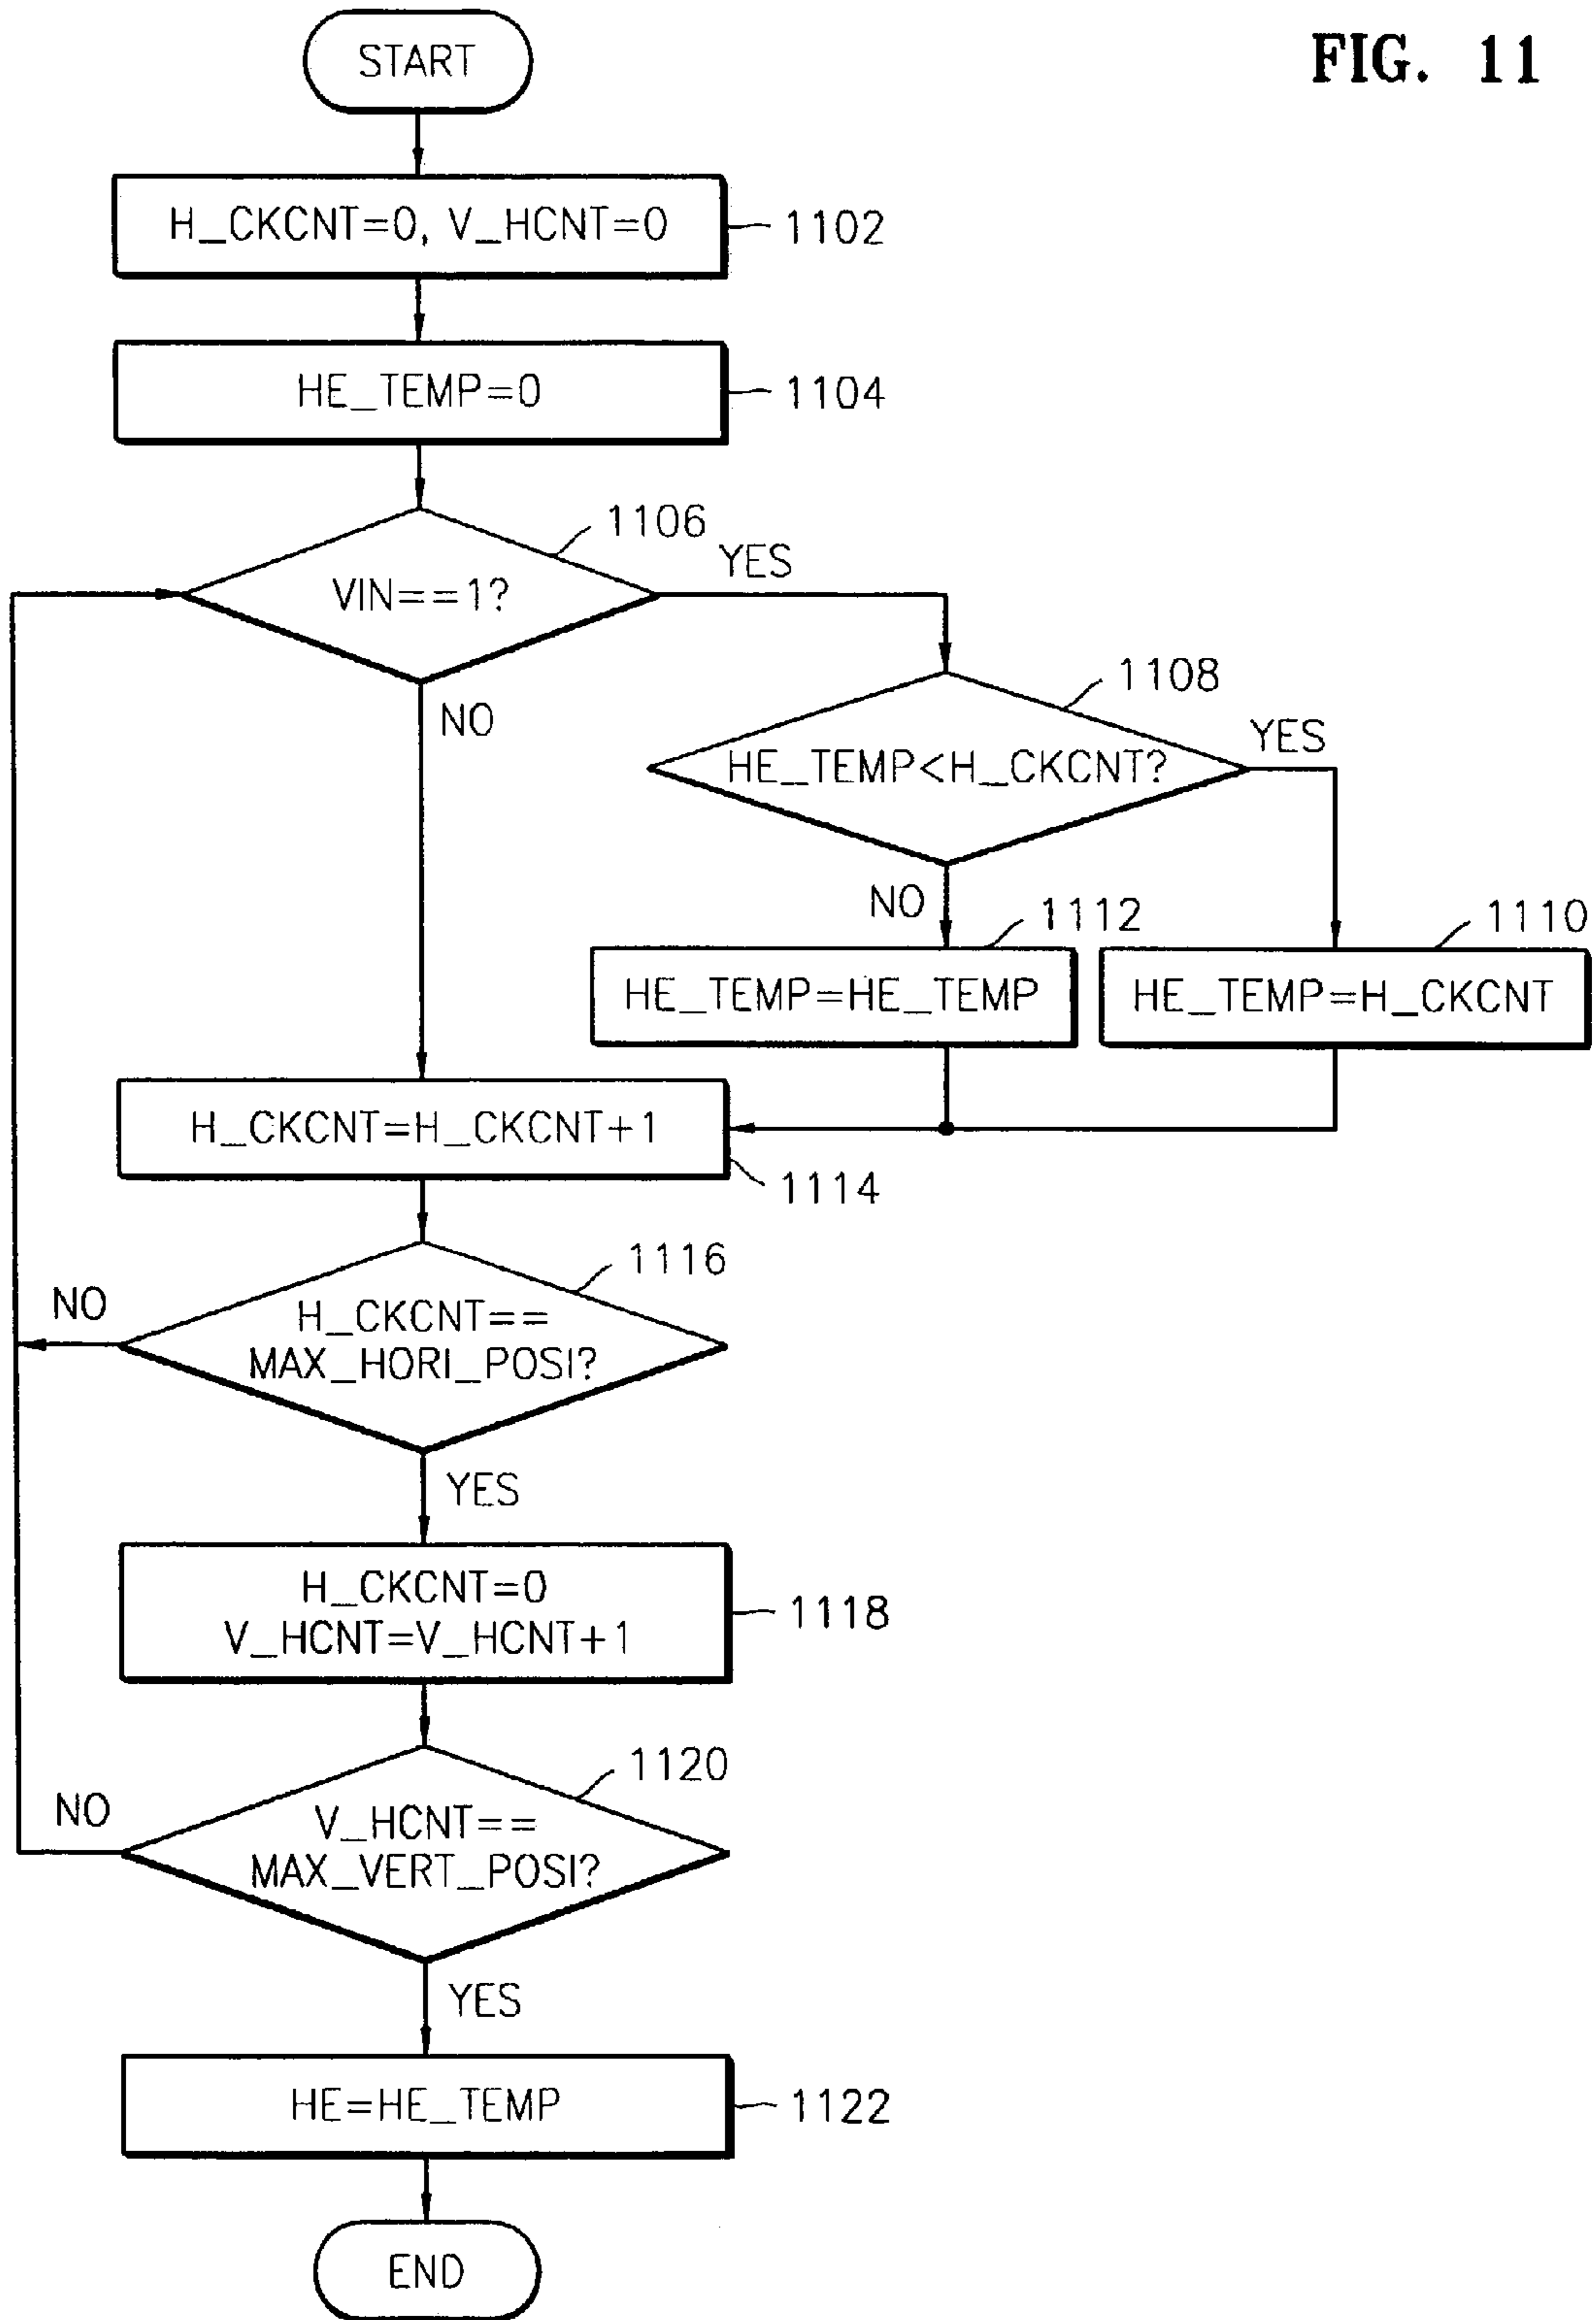 FIG. 11
START
H_CKCNT=0, V_HCNT=0
1102
HE_TEMP=0
1104
1106
VIN==1?
YES
NO
1108
HE_TEMP<H_CKCNT?
YES
NO
1112
HE_TEMP=HE_TEMP
1110
HE_TEMP=H_CKCNT
H_CKCNT=H_CKCNT+1
1114
1116
H_CKCNT==
MAX_HORI_POSI?
NO
YES
H_CKCNT=0
V_HCNT=V_HCNT+1
1118
1120
V_HCNT==
MAX_VERT_POSI?
NO
YES
HE=HE_TEMP
1122
END